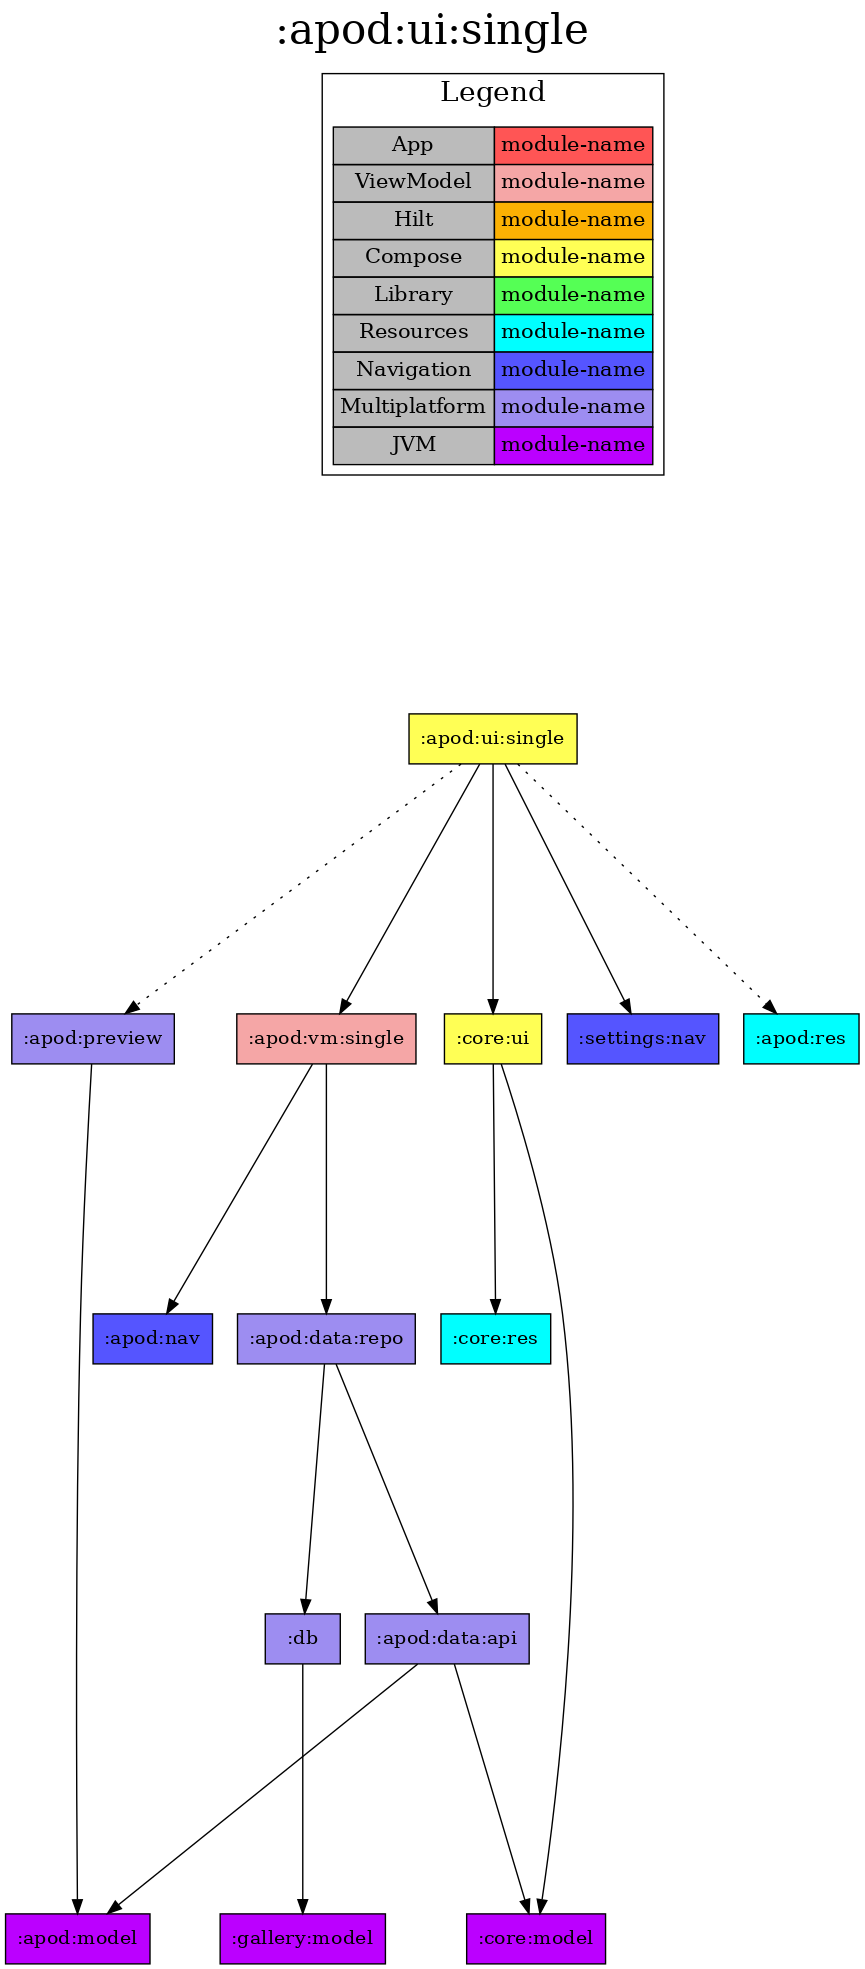 :apod:ui:single
Legend
App module-name
ViewModel module-name
Hilt module-name
Compose module-name
Library module-name
Resources module-name
Navigation module-name
Multiplatform module-name
JVM module-name
:apod:ui:single
:apod:preview :apod:vm:single :core:ui :settings:nav :apod:res
:apod:nav :apod:data:repo :core:res
:db :apod:data:api
:apod:model :gallery:model :core:model